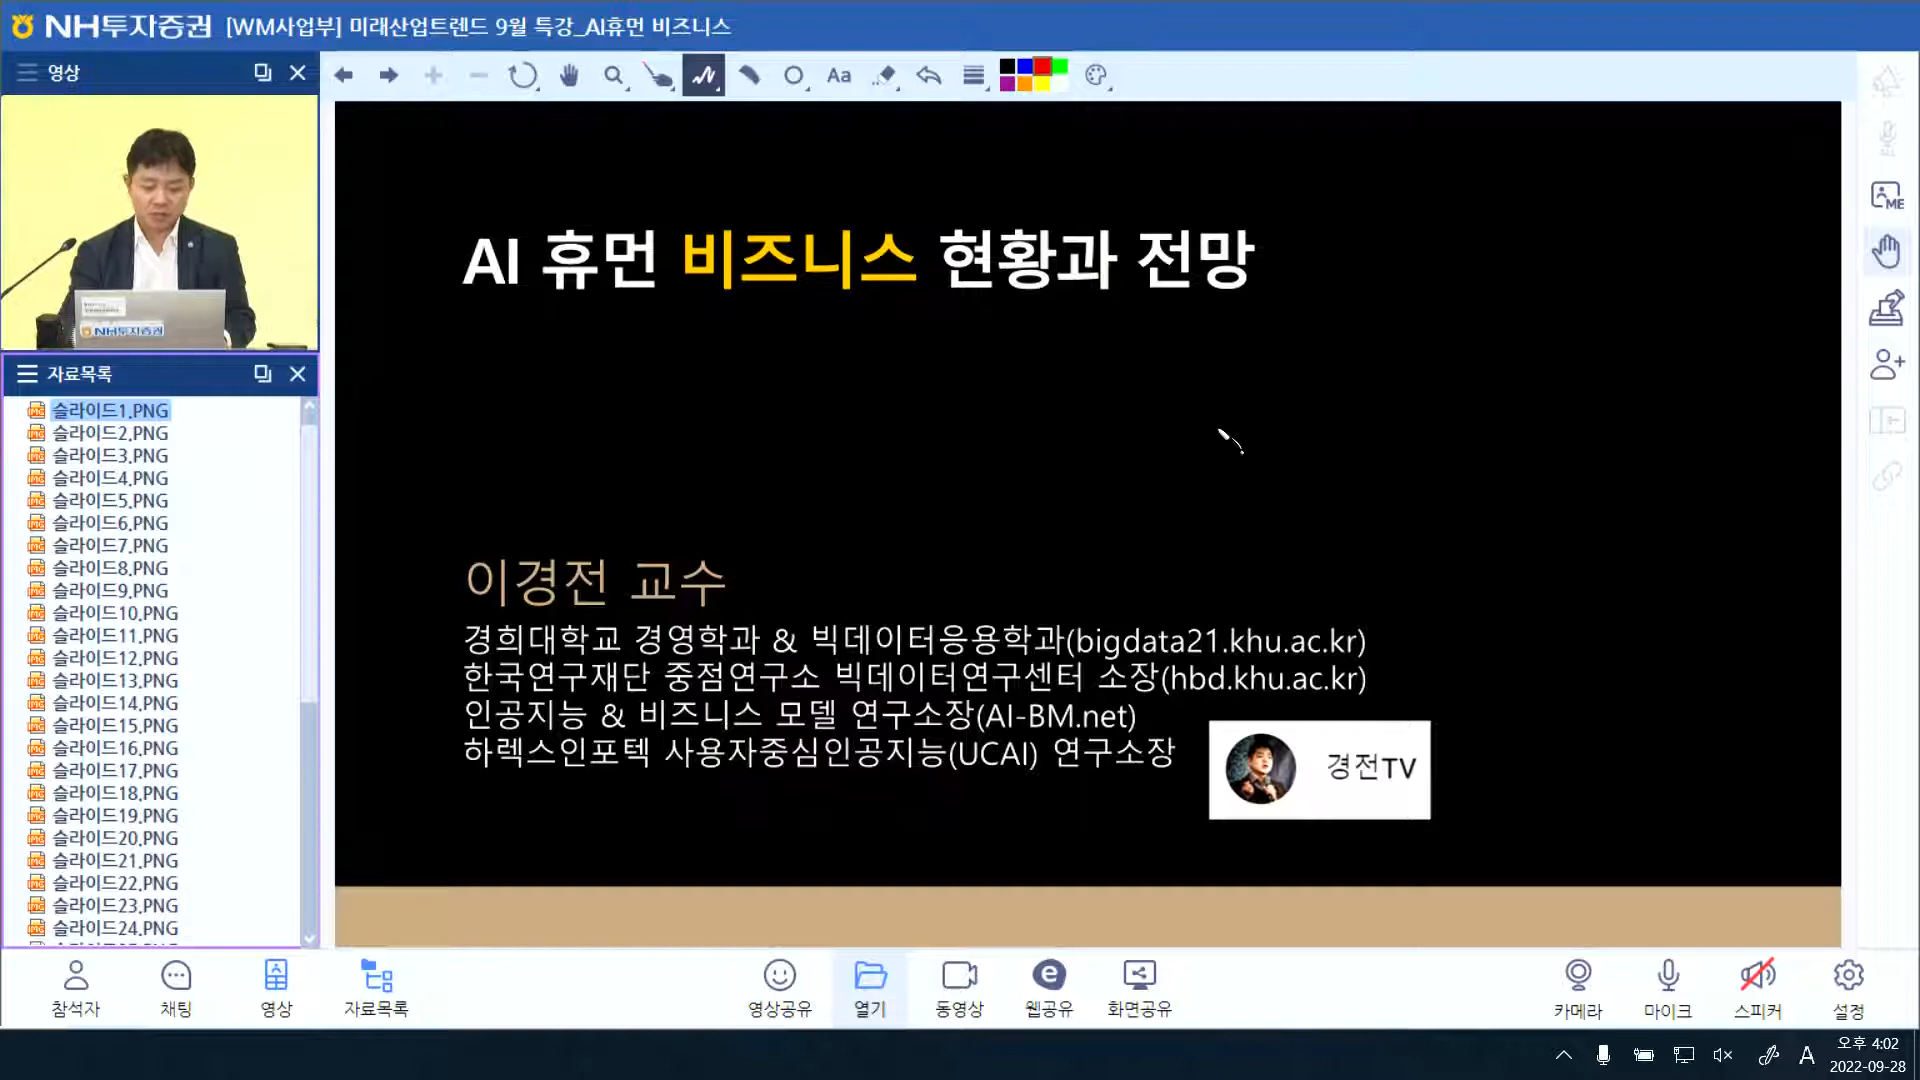 NH투자증권 [WM사업부] 미래산업트렌드 9월 특강_AI휴먼 비즈니스
영상
Aa
ME
NH투자증권
자료목록
슬라이드1.PNG
슬라이드2.PNG
슬라이드3.PNG
슬라이드4.PNG
슬라이드5.PNG
슬라이드6.PNG
슬라이드7.PNG
슬라이드8.PNG
슬라이드9.PNG
슬라이드10.PNG
슬라이드11.PNG
슬라이드12.PNG
슬라이드13.PNG
슬라이드14.PNG
슬라이드15.PNG
슬라이드16.PNG
슬라이드17.PNG
슬라이드18.PNG
슬라이드19.PNG
슬라이드20.PNG
슬라이드21.PNG
슬라이드22.PNG
슬라이드23.PNG
슬라이드24.PNG
AI 휴먼 비즈니스 현황과 전망
이경전 교수
경희대학교 경영학과 & 빅데이터응용학과(bigdata21.khu.ac.kr)
한국연구재단 중점연구소 빅데이터연구센터 소장(hbd.khu.ac.kr)
인공지능 & 비즈니스 모델 연구소장(AI-BM.net)
하렉스인포텍 사용자중심인공지능(UCAI) 연구소장
경전TV
참석자 채팅 영상 자료목록 영상공유 열기 동영상 웹공유 화면공유 카메라 마이크 스피커 설정
A 오후 4:02
2022-09-28